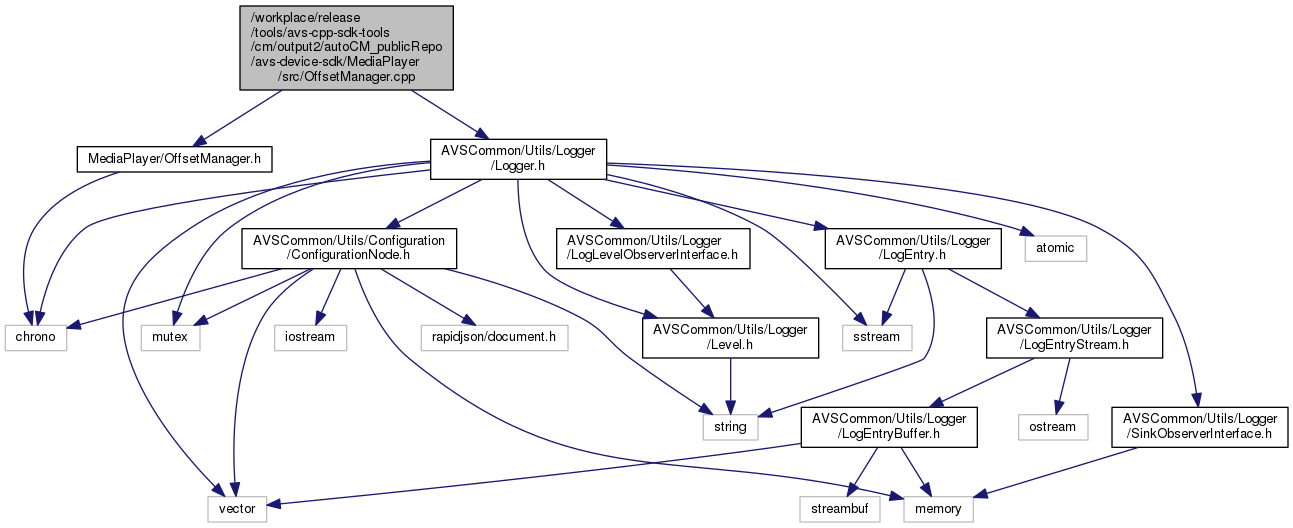 /workplace/release
/tools/avs-cpp-sdk-tools
/cm/output2/autoCM_publicRepo
/avs-device-sdk/MediaPlayer
/src/OffsetManager.cpp
MediaPlayer/OffsetManager.h
AVSCommon/Utils/Logger
/Logger.h
AVSCommon/Utils/Configuration
/ConfigurationNode.h
AVSCommon/Utils/Logger
/LogLevelObserverInterface.h
AVSCommon/Utils/Logger
/LogEntry.h
atomic
chrono
mutex
iostream
rapidjson/document.h
AVSCommon/Utils/Logger
/Level.h
sstream
AVSCommon/Utils/Logger
/LogEntryStream.h
string
AVSCommon/Utils/Logger
/LogEntryBuffer.h
ostream
AVSCommon/Utils/Logger
/SinkObserverInterface.h
vector
streambuf
memory